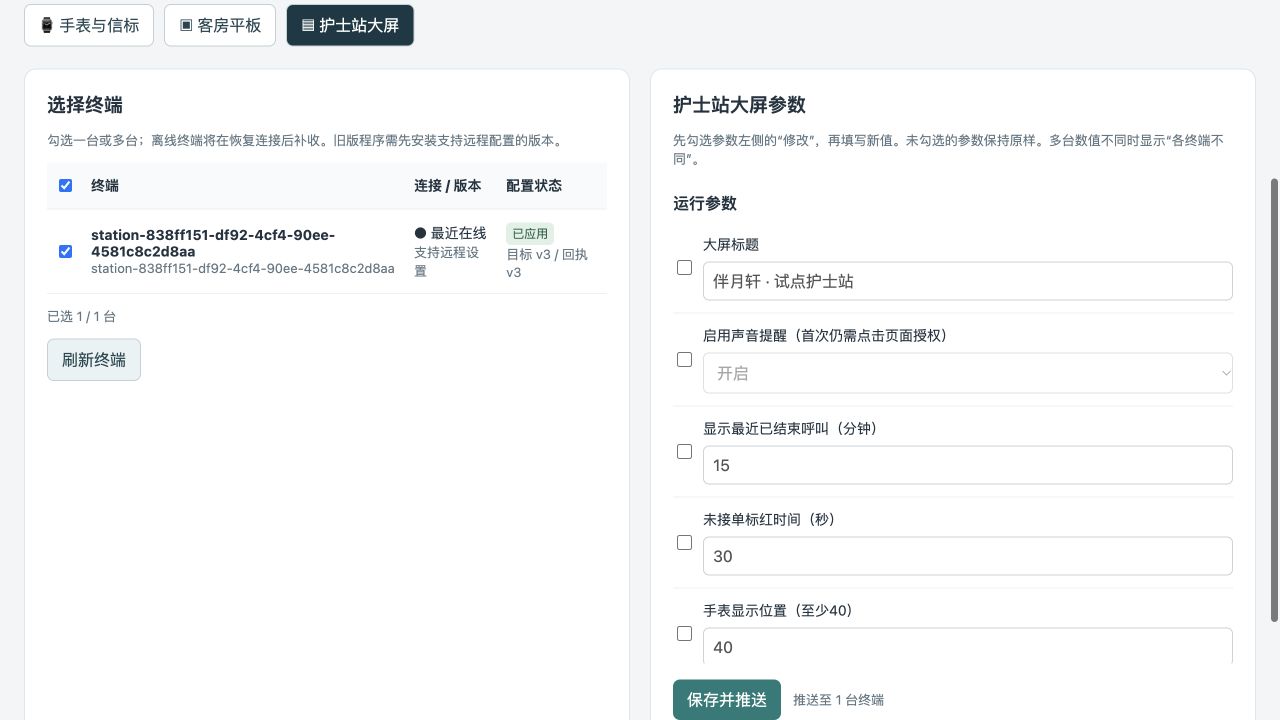 手表与信标
客房平板
护士站大屏
选择终端
勾选一台或多台；离线终端将在恢复连接后补收。旧版程序需先安装支持远程配置的版本。
终端
连接 / 版本
配置状态
station-838ff151-df92-4cf4-90ee-
4581c8c2d8aa
station-838ff151-df92-4cf4-90ee-4581c8c2d8aa
● 最近在线
支持远程设
置
已应用
目标 v3 / 回执
v3
已选 1 / 1 台
刷新终端
护士站大屏参数
先勾选参数左侧的“修改”，再填写新值。未勾选的参数保持原样。多台数值不同时显示“各终端不
同”。
运行参数
大屏标题
伴月轩 · 试点护士站
启用声音提醒（首次仍需点击页面授权）
开启
显示最近已结束呼叫（分钟）
15
未接单标红时间（秒）
30
手表显示位置（至少40）
40
保存并推送
推送至 1 台终端